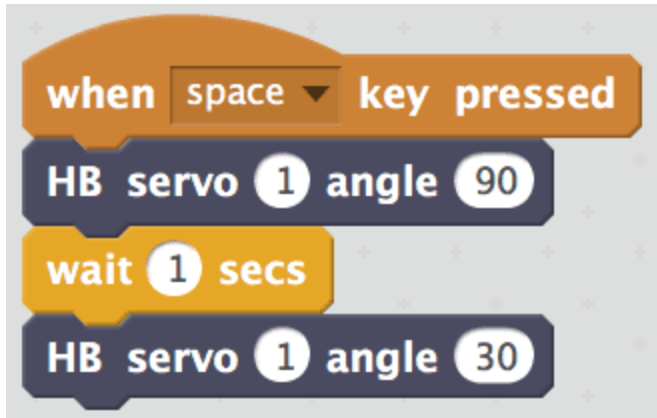 when space key pressed
HB servo 1 angle 90
wait 1 secs
HB servo 1 angle 30